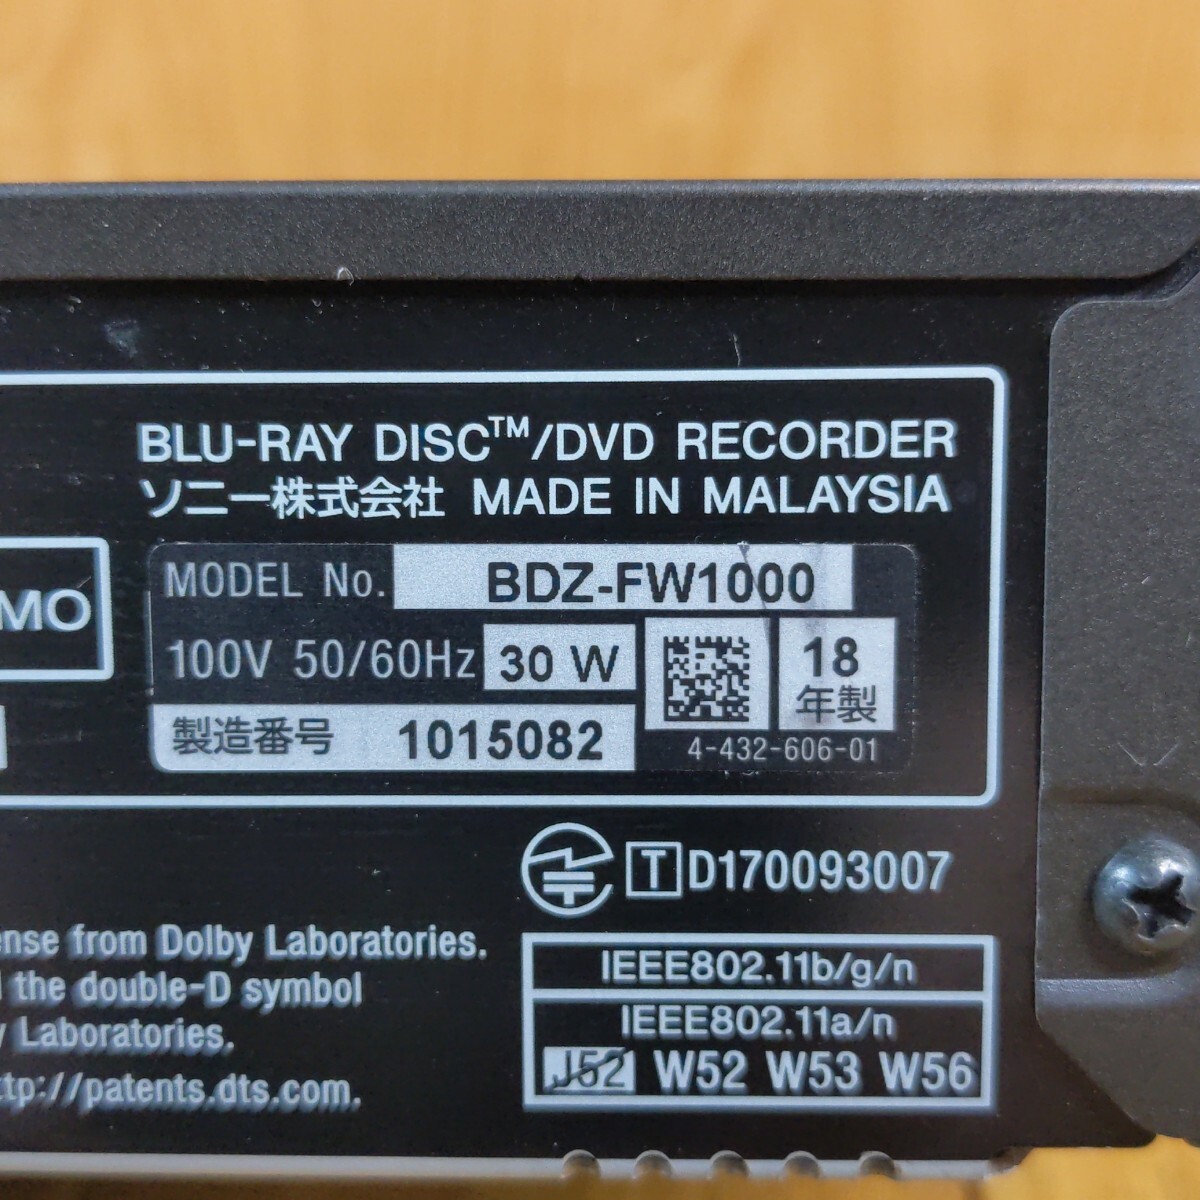 BLU-RAY DISC™/DVD RECORDER
ソニー株式会社 MADE IN MALAYSIA
MODEL No. BDZ-FW1000
100V 50/60Hz 30 W
18
年製
製造番号 1015082
4-432-606-01
MO
T D170093007
from Dolby Laboratories.
the double-D symbol
Laboratories.
://patents.dts.com.
IEEE802.11b/g/n
IEEE802.11a/n
J52 W52 W53 W56